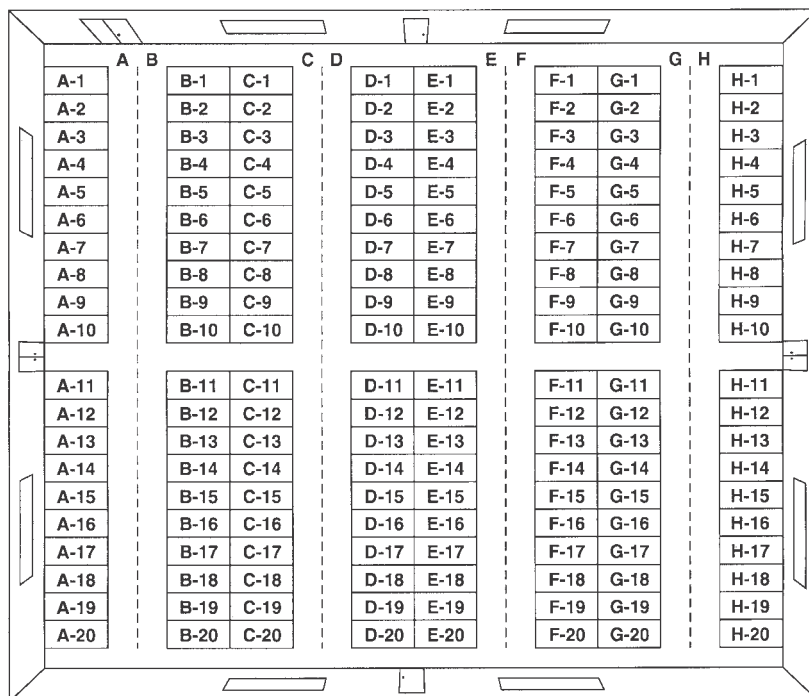 A B C D E F G H
A-1 B-1 C-1 D-1 E-1 F-1 G-1 H-1
A-2 B-2 C-2 D-2 E-2 F-2 G-2 H-2
A-3 B-3 C-3 D-3 E-3 F-3 G-3 H-3
A-4 B-4 C-4 D-4 E-4 F-4 G-4 H-4
A-5 B-5 C-5 D-5 E-5 F-5 G-5 H-5
A-6 B-6 C-6 D-6 E-6 F-6 G-6 H-6
A-7 B-7 C-7 D-7 E-7 F-7 G-7 H-7
A-8 B-8 C-8 D-8 E-8 F-8 G-8 H-8
A-9 B-9 C-9 D-9 E-9 F-9 G-9 H-9
A-10 B-10 C-10 D-10 E-10 F-10 G-10 H-10
A-11 B-11 C-11 D-11 E-11 F-11 G-11 H-11
A-12 B-12 C-12 D-12 E-12 F-12 G-12 H-12
A-13 B-13 C-13 D-13 E-13 F-13 G-13 H-13
A-14 B-14 C-14 D-14 E-14 F-14 G-14 H-14
A-15 B-15 C-15 D-15 E-15 F-15 G-15 H-15
A-16 B-16 C-16 D-16 E-16 F-16 G-16 H-16
A-17 B-17 C-17 D-17 E-17 F-17 G-17 H-17
A-18 B-18 C-18 D-18 E-18 F-18 G-18 H-18
A-19 B-19 C-19 D-19 E-19 F-19 G-19 H-19
A-20 B-20 C-20 D-20 E-20 F-20 G-20 H-20